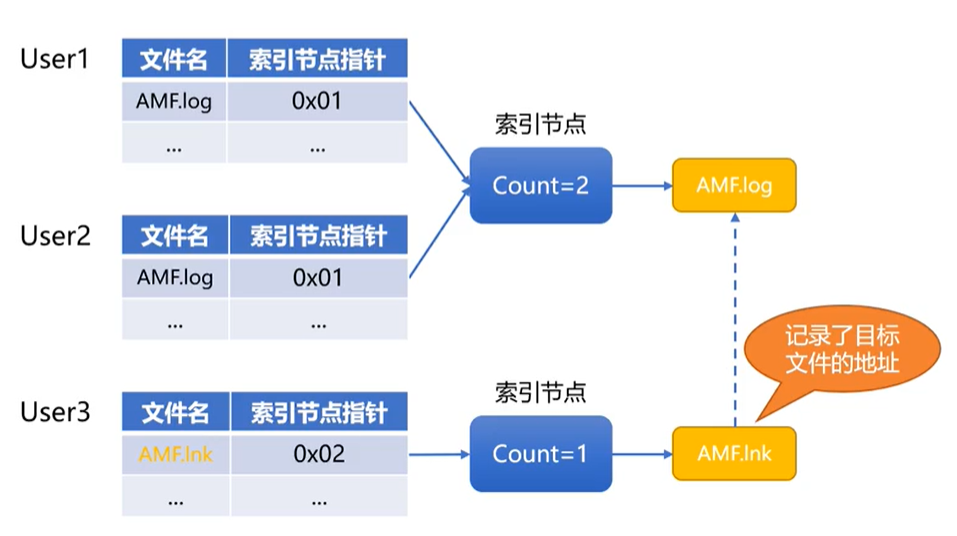 User1
文件名 索引节点指针
AMF.log 0x01
... ...
User2
文件名 索引节点指针
AMF.log 0x01
... ...
索引节点
Count=2
AMF.log
User3
文件名 索引节点指针
AMF.lnk 0x02
... ...
索引节点
Count=1
AMF.lnk
记录了目标
文件的地址